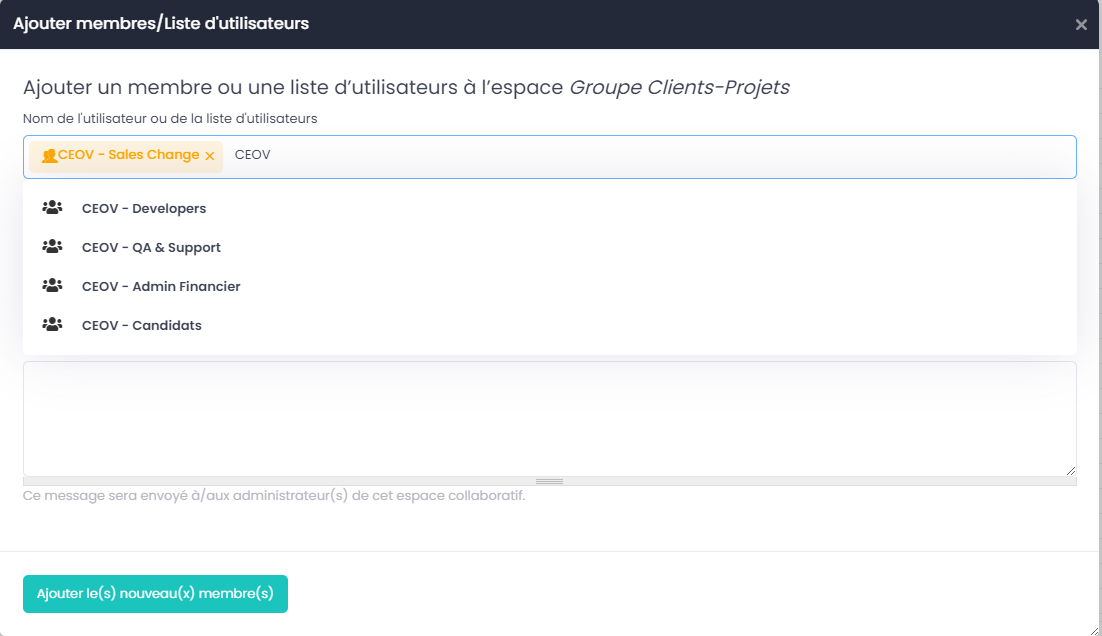 Ajouter membres/Liste d'utilisateurs
Ajouter un membre ou une liste d’utilisateurs à l’espace Groupe Clients-Projets
Nom de l'utilisateur ou de la liste d'utilisateurs
CEOV - Sales Change × CEOV
CEOV - Developers
CEOV - QA & Support
CEOV - Admin Financier
CEOV - Candidats
Ce message sera envoyé à/aux administrateur(s) de cet espace collaboratif.
Ajouter le(s) nouveau(x) membre(s)